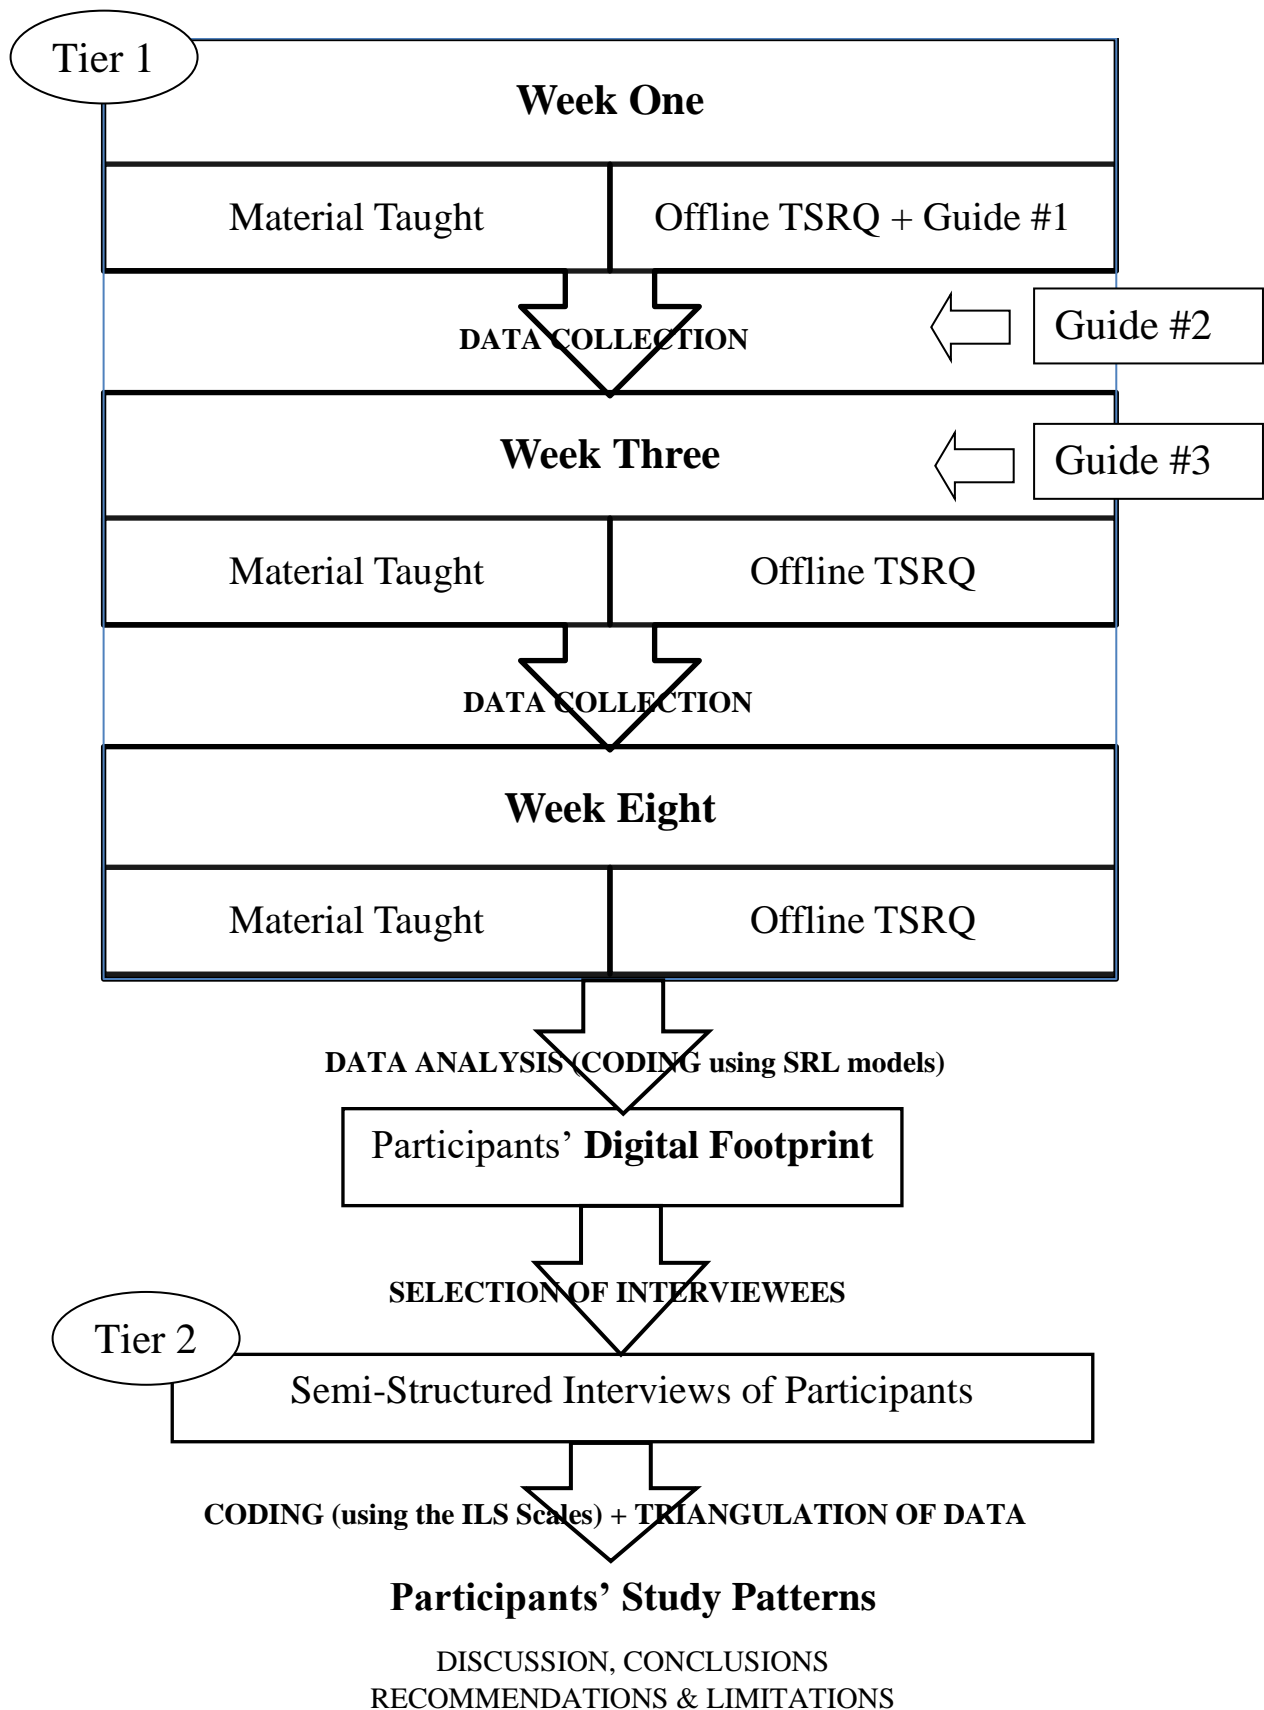 Tier 1
Week One
Material Taught
Offline TSRQ + Guide #1
DATA COLLECTION
Guide #2
Week Three
Guide #3
Material Taught
Offline TSRQ
DATA COLLECTION
Week Eight
Material Taught
Offline TSRQ
DATA ANALYSIS (CODING using SRL models)
Participants’ Digital Footprint
SELECTION OF INTERVIEWEES
Tier 2
Semi-Structured Interviews of Participants
CODING (using the ILS Scales) + TRIANGULATION OF DATA
Participants’ Study Patterns
DISCUSSION, CONCLUSIONS
RECOMMENDATIONS & LIMITATIONS